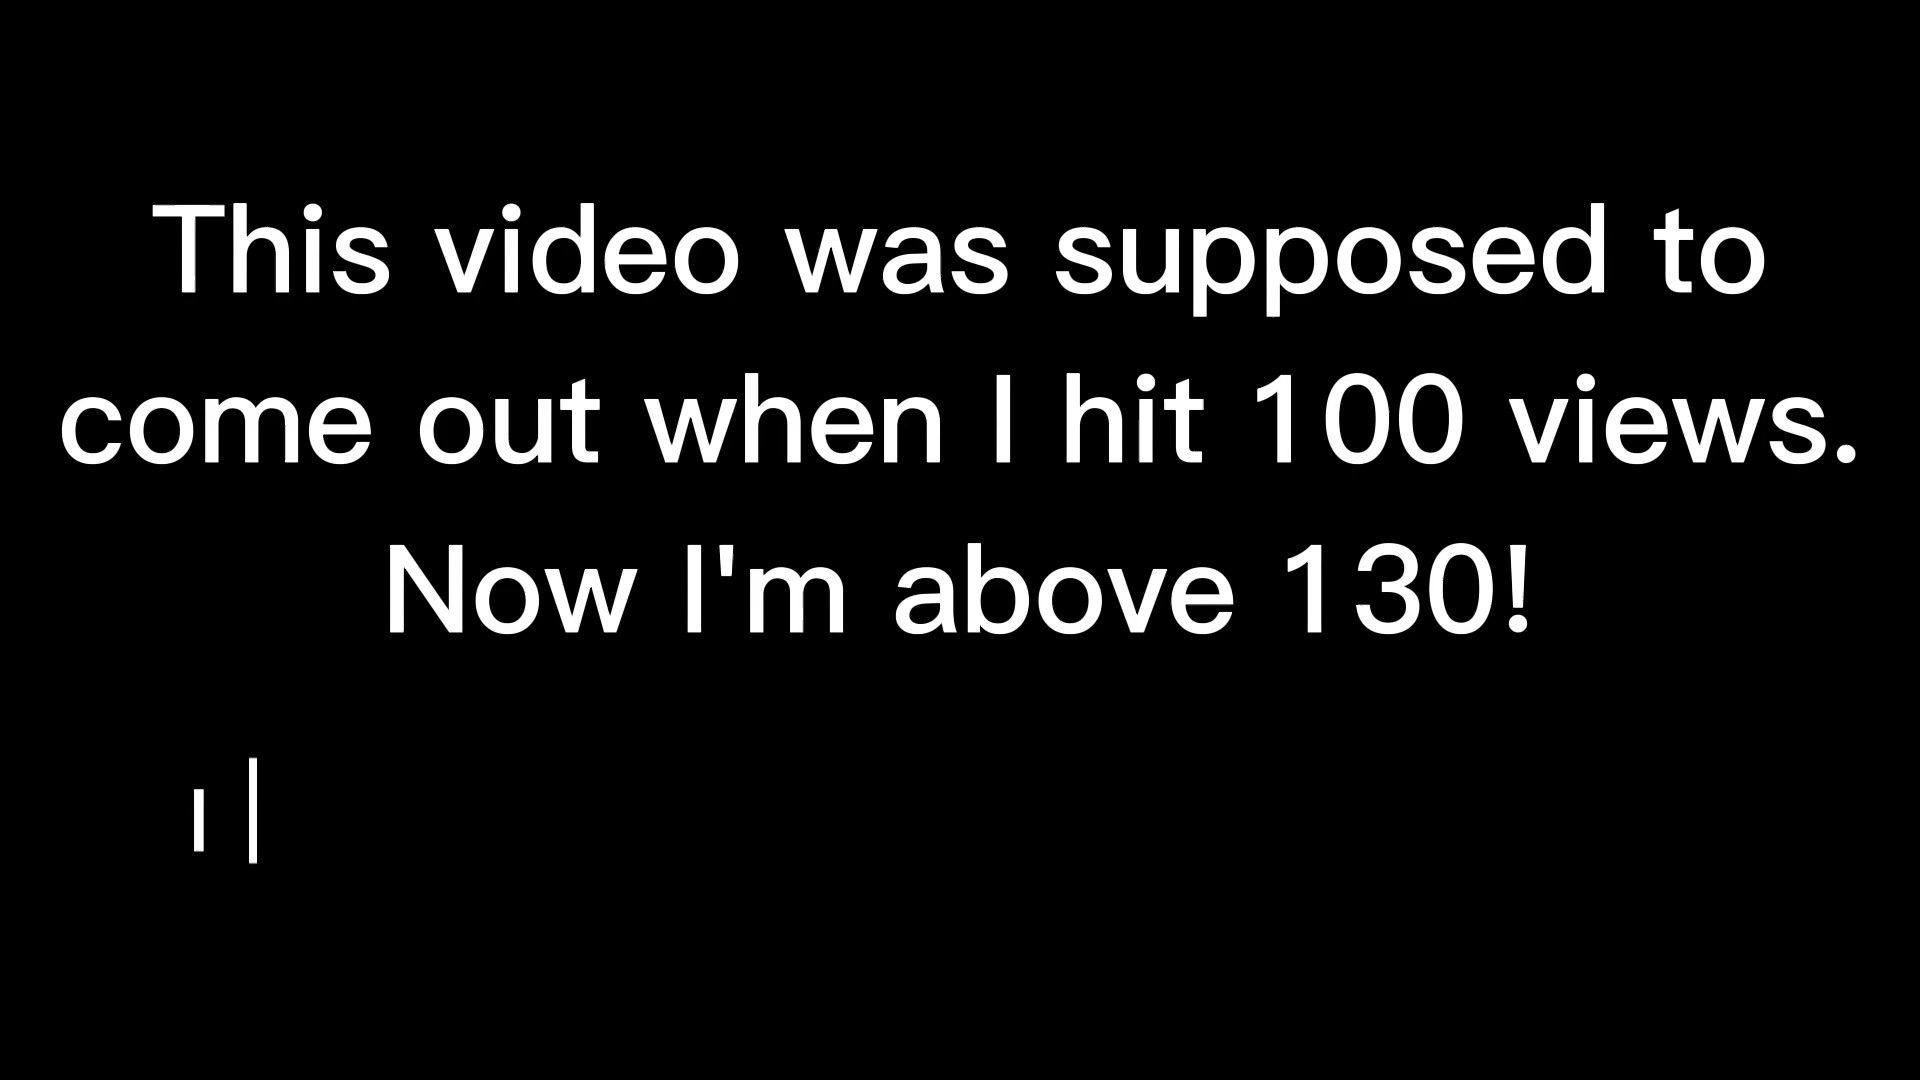 This video was supposed to
come out when I hit 100 views.
Now I'm above 130!